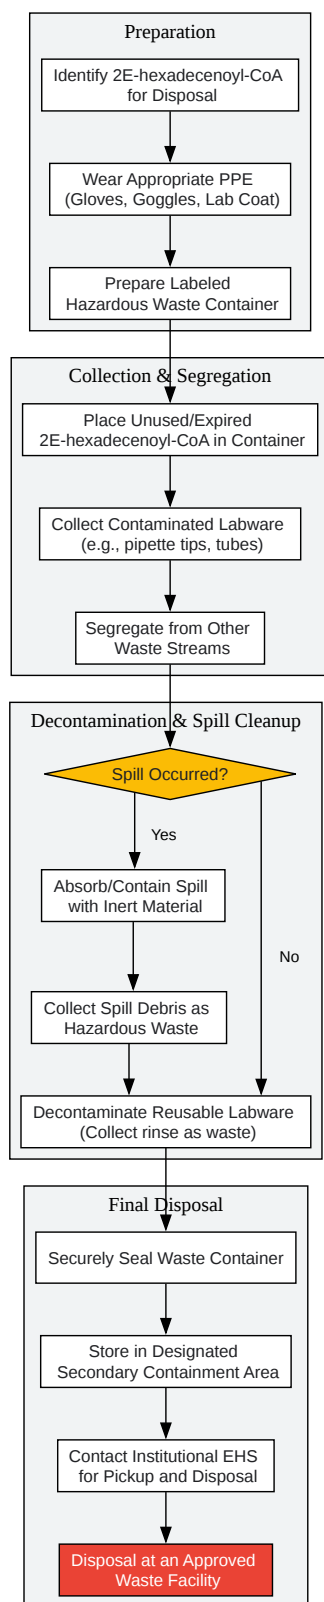 Preparation
Identify 2E-hexadecenoyl-CoA
for Disposal
Wear Appropriate PPE
(Gloves, Goggles, Lab Coat)
Prepare Labeled
Hazardous Waste Container
Collection & Segregation
Place Unused/Expired
2E-hexadecenoyl-CoA in Container
Collect Contaminated Labware
(e.g., pipette tips, tubes)
Segregate from Other
Waste Streams
Decontamination & Spill Cleanup
Spill Occurred?
Yes
Absorb/Contain Spill
with Inert Material
No
Collect Spill Debris as
Hazardous Waste
Decontaminate Reusable Labware
(Collect rinse as waste)
Final Disposal
Securely Seal Waste Container
Store in Designated
Secondary Containment Area
Contact Institutional EHS
for Pickup and Disposal
Disposal at an Approved
Waste Facility